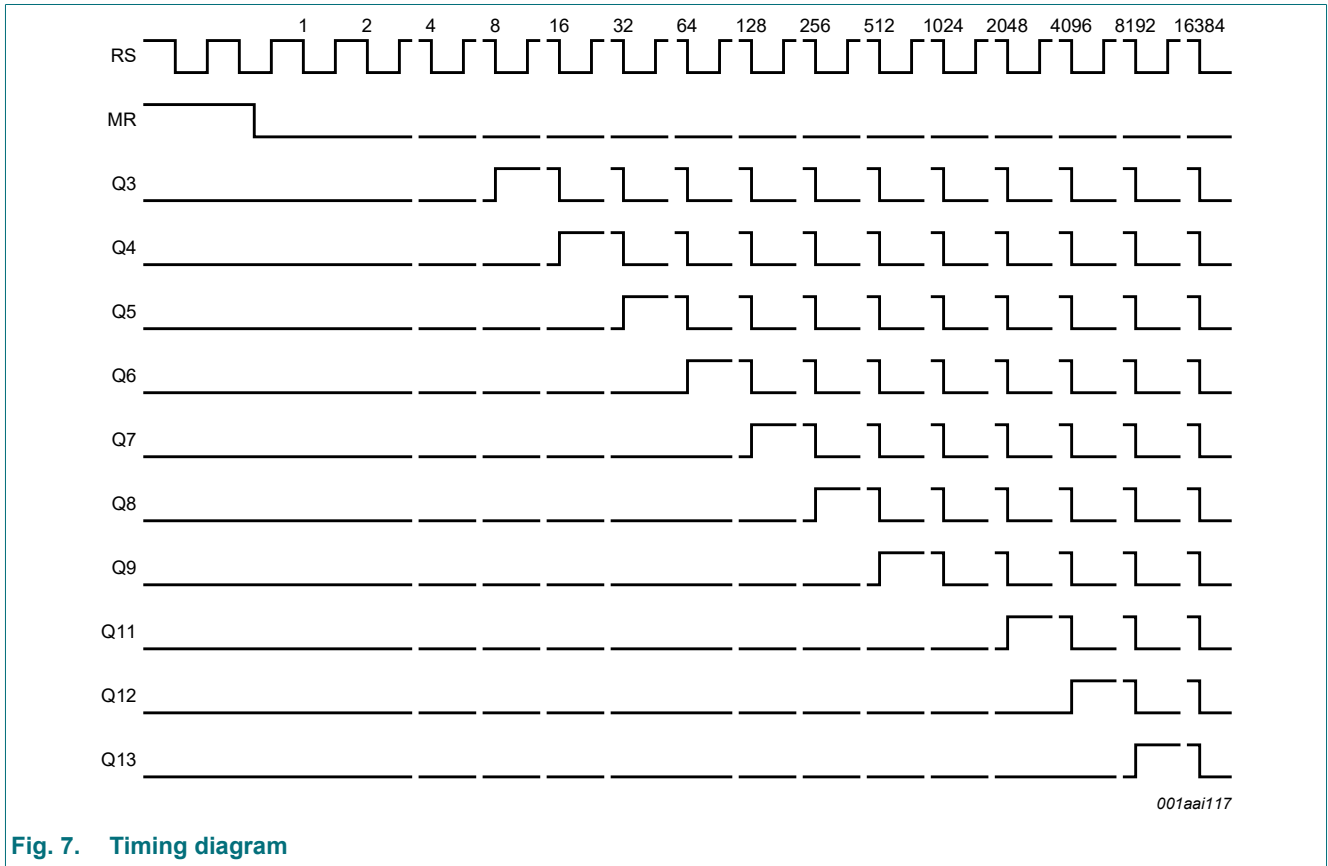 1 2 4 8 16 32 64 128 256 512 1024 2048 4096 8192 16384
RS
MR
Q3
Q4
Q5
Q6
Q7
Q8
Q9
Q11
Q12
Q13
001aai117
Fig. 7. Timing diagram